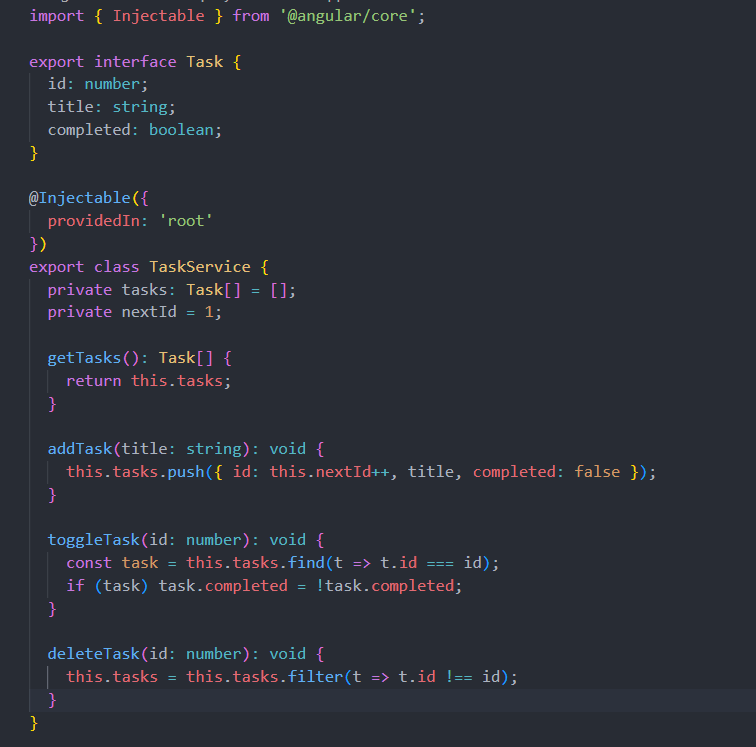 import { Injectable } from '@angular/core';
export interface Task {
id: number;
title: string;
completed: boolean;
}
@Injectable({
providedIn: 'root'
})
export class TaskService {
private tasks: Task[] = [];
private nextId = 1;
getTasks(): Task[] {
return this.tasks;
}
addTask(title: string): void {
this.tasks.push({ id: this.nextId++, title, completed: false });
}
toggleTask(id: number): void {
const task = this.tasks.find(t => t.id === id);
if (task) task.completed = !task.completed;
}
deleteTask(id: number): void {
this.tasks = this.tasks.filter(t => t.id !== id);
}
}